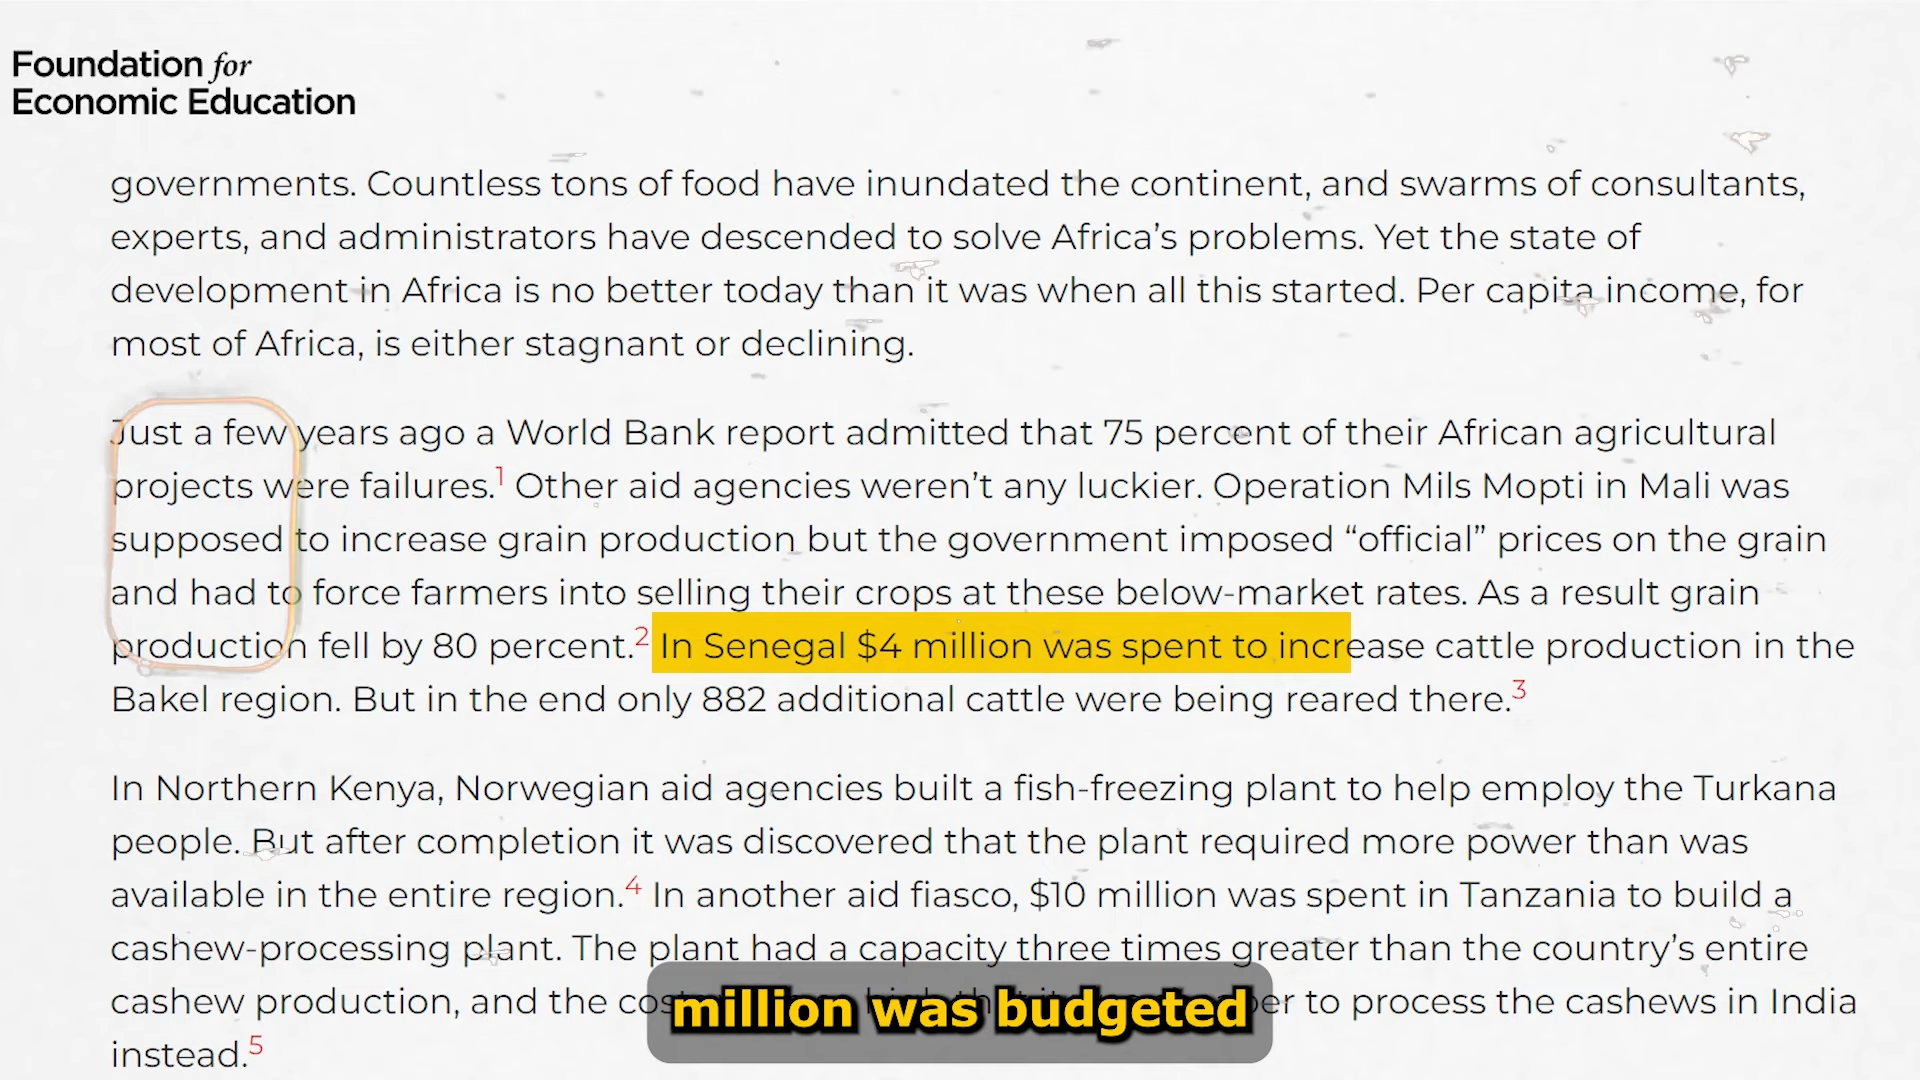 Foundation for
Economic Education
governments. Countless tons of food have inundated the continent, and swarms of consultants,
experts, and administrators have descended to solve Africa’s problems. Yet the state of
development in Africa is no better today than it was when all this started. Per capita income, for
most of Africa, is either stagnant or declining.
Just a few years ago a World Bank report admitted that 75 percent of their African agricultural
projects were failures.1 Other aid agencies weren’t any luckier. Operation Mils Mopti in Mali was
supposed to increase grain production but the government imposed “official” prices on the grain
and had to force farmers into selling their crops at these below-market rates. As a result grain
production fell by 80 percent.2 In Senegal $4 million was spent to increase cattle production in the
Bakel region. But in the end only 882 additional cattle were being reared there.3
In Northern Kenya, Norwegian aid agencies built a fish-freezing plant to help employ the Turkana
people. But after completion it was discovered that the plant required more power than was
available in the entire region.4 In another aid fiasco, $10 million was spent in Tanzania to build a
cashew-processing plant. The plant had a capacity three times greater than the country’s entire
cashew production, and the to process the cashews in India
million was budgeted
instead.5